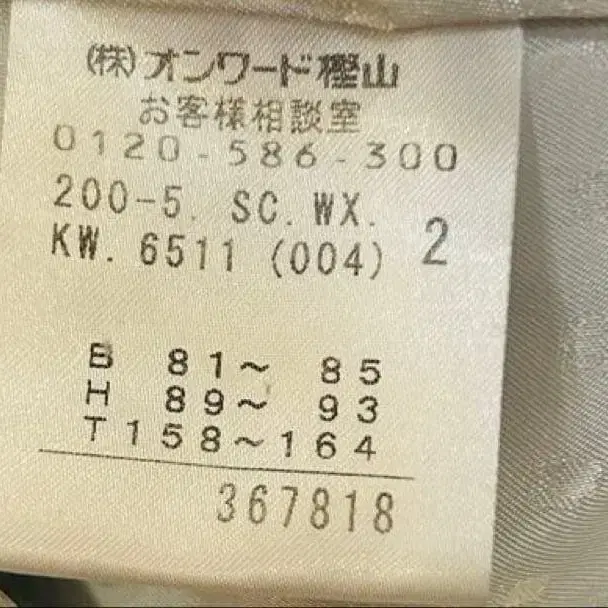 (株)オンワード樫山
お客様相談室
0120-586-300
200-5. SC.WX.
KW. 6511 (004) 2
B 81～ 85
H 89～ 93
T158～164
367818